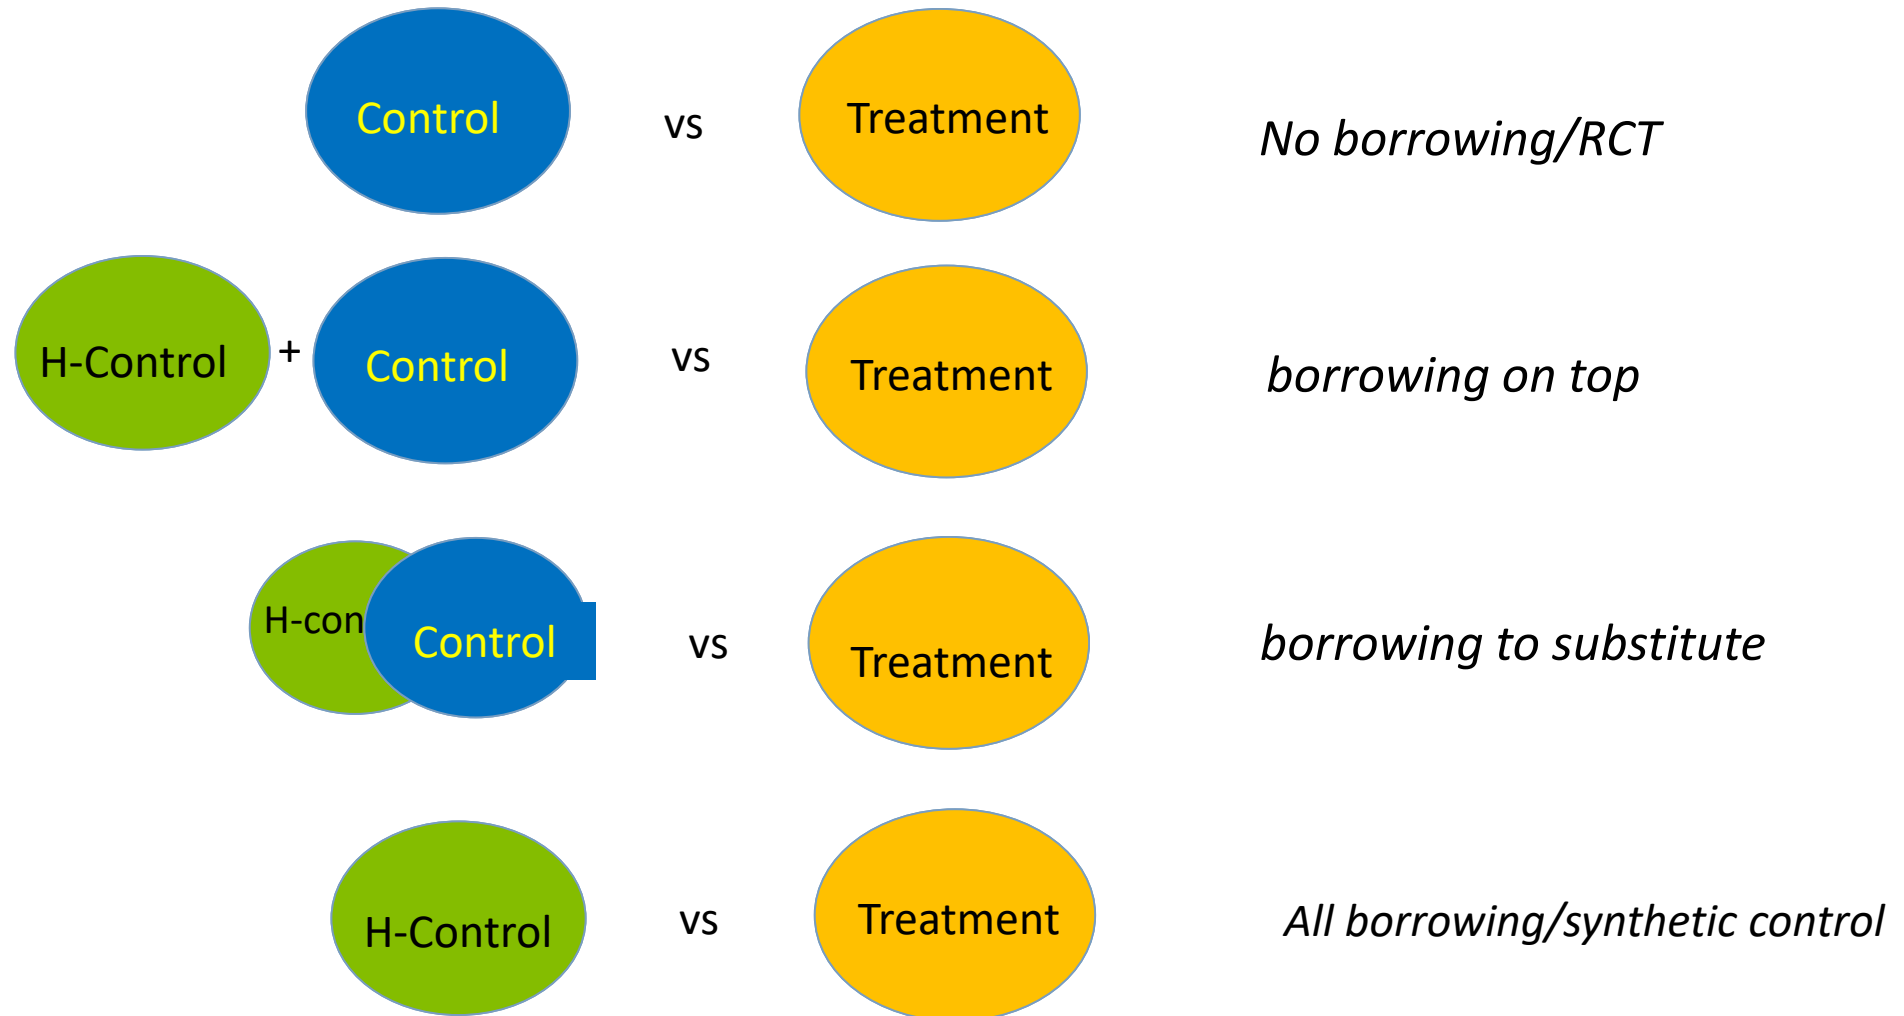 Control vs Treatment No borrowing/RCT
H-Control + Control vs Treatment borrowing on top
H-con Control vs Treatment borrowing to substitute
H-Control vs Treatment All borrowing/synthetic control